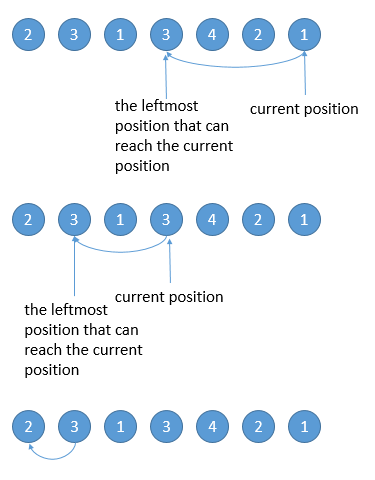 2 3 1 3 4 2 1
the leftmost
position that can
reach the current
position
current position
2 3 1 3 4 2 1
current position
the leftmost
position that can
reach the current
position
2 3 1 3 4 2 1